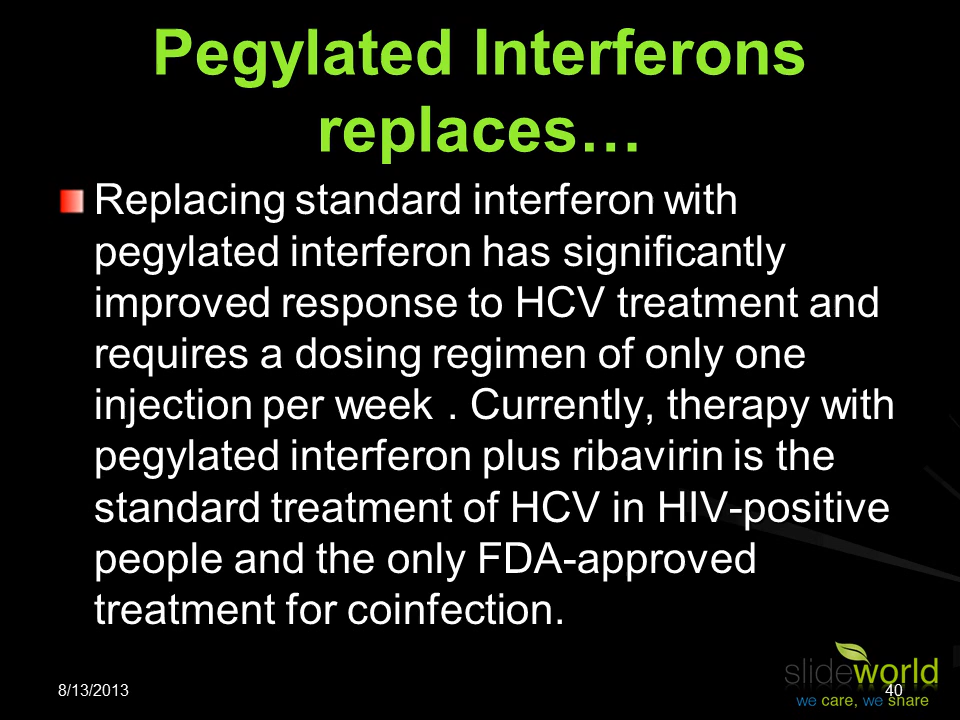 Pegylated Interferons
replaces…
Replacing standard interferon with
pegylated interferon has significantly
improved response to HCV treatment and
requires a dosing regimen of only one
injection per week . Currently, therapy with
pegylated interferon plus ribavirin is the
standard treatment of HCV in HIV-positive
people and the only FDA-approved
treatment for coinfection.
8/13/2013
40
slideworld
we care, we share